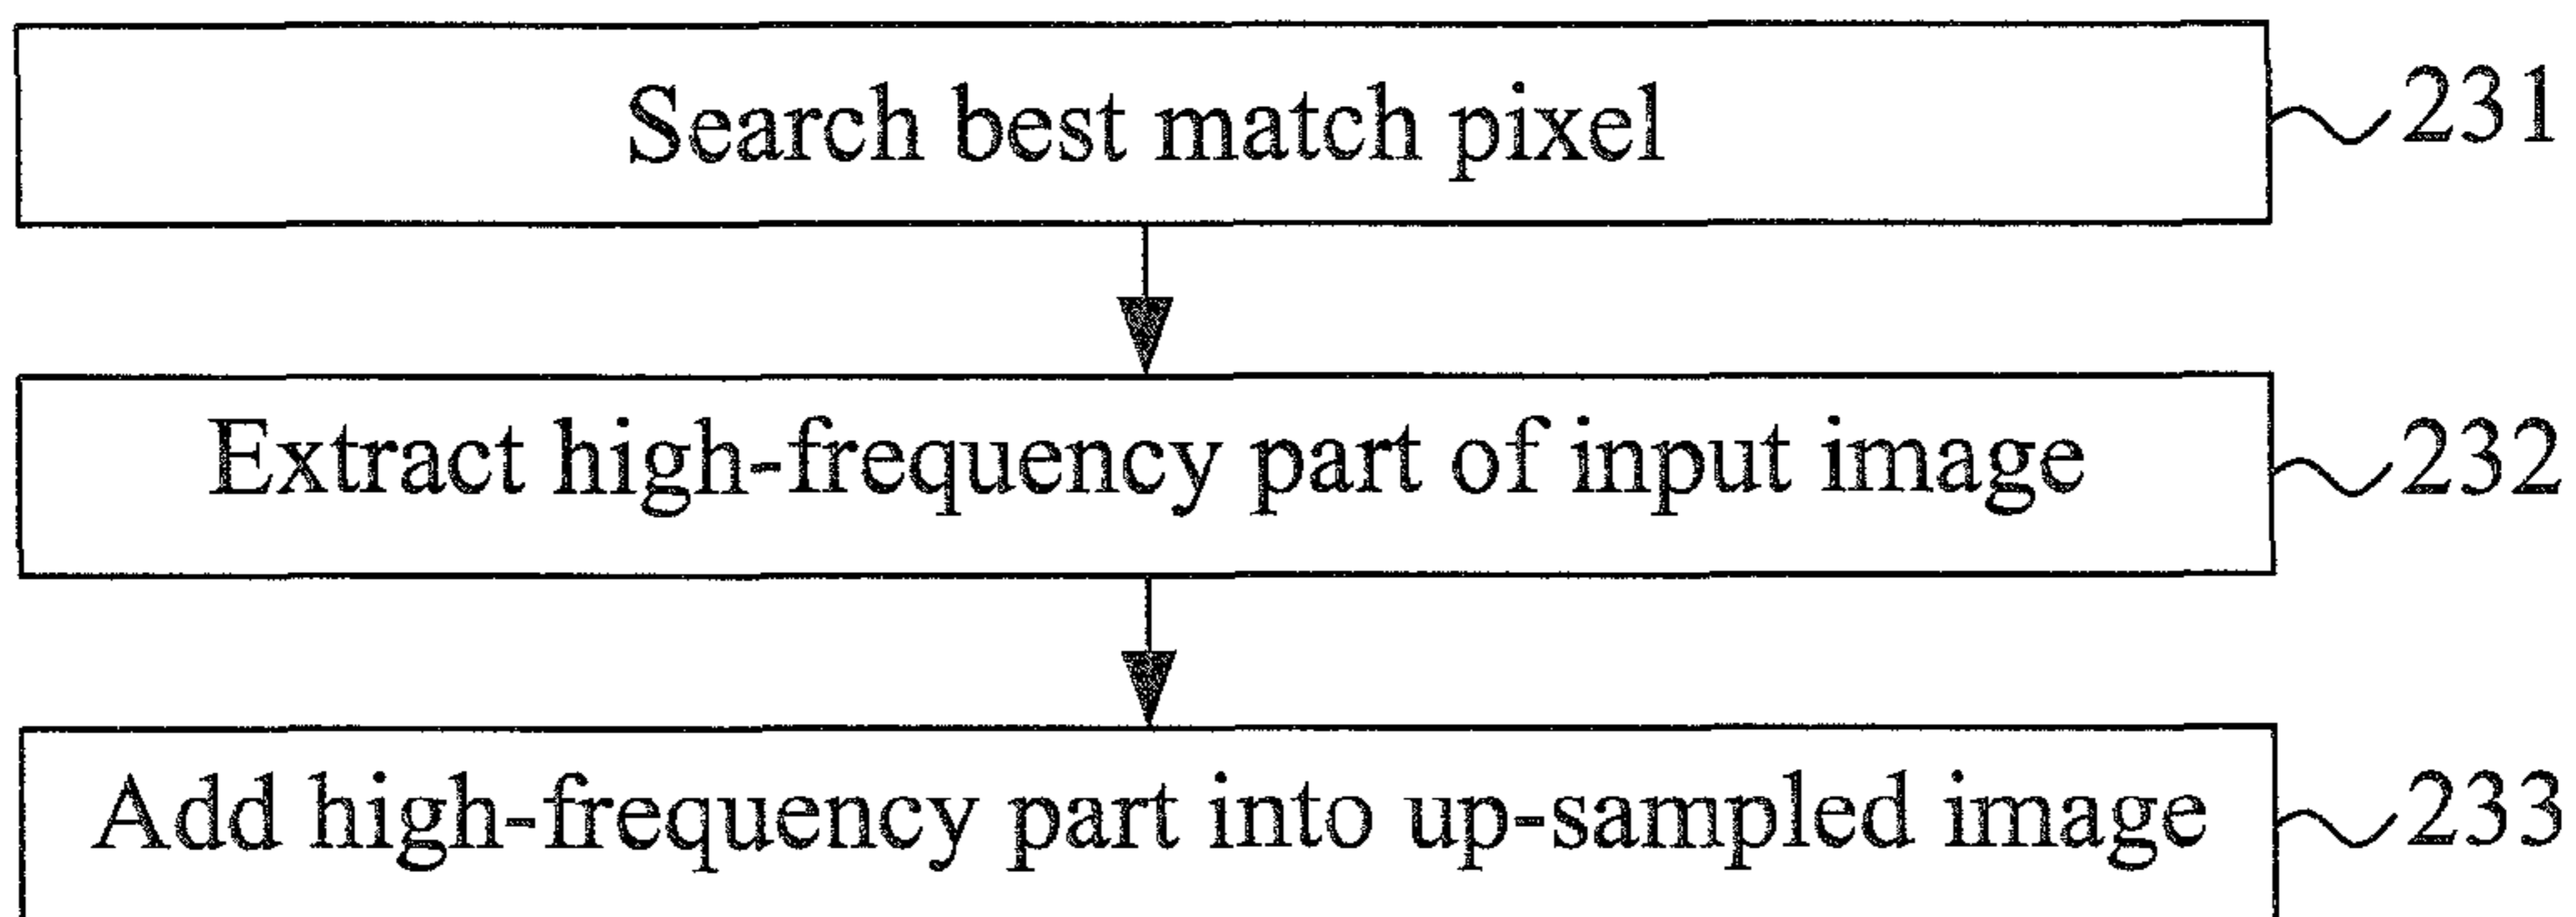 Search best match pixel 231
Extract high-frequency part of input image 232
Add high-frequency part into up-sampled image 233